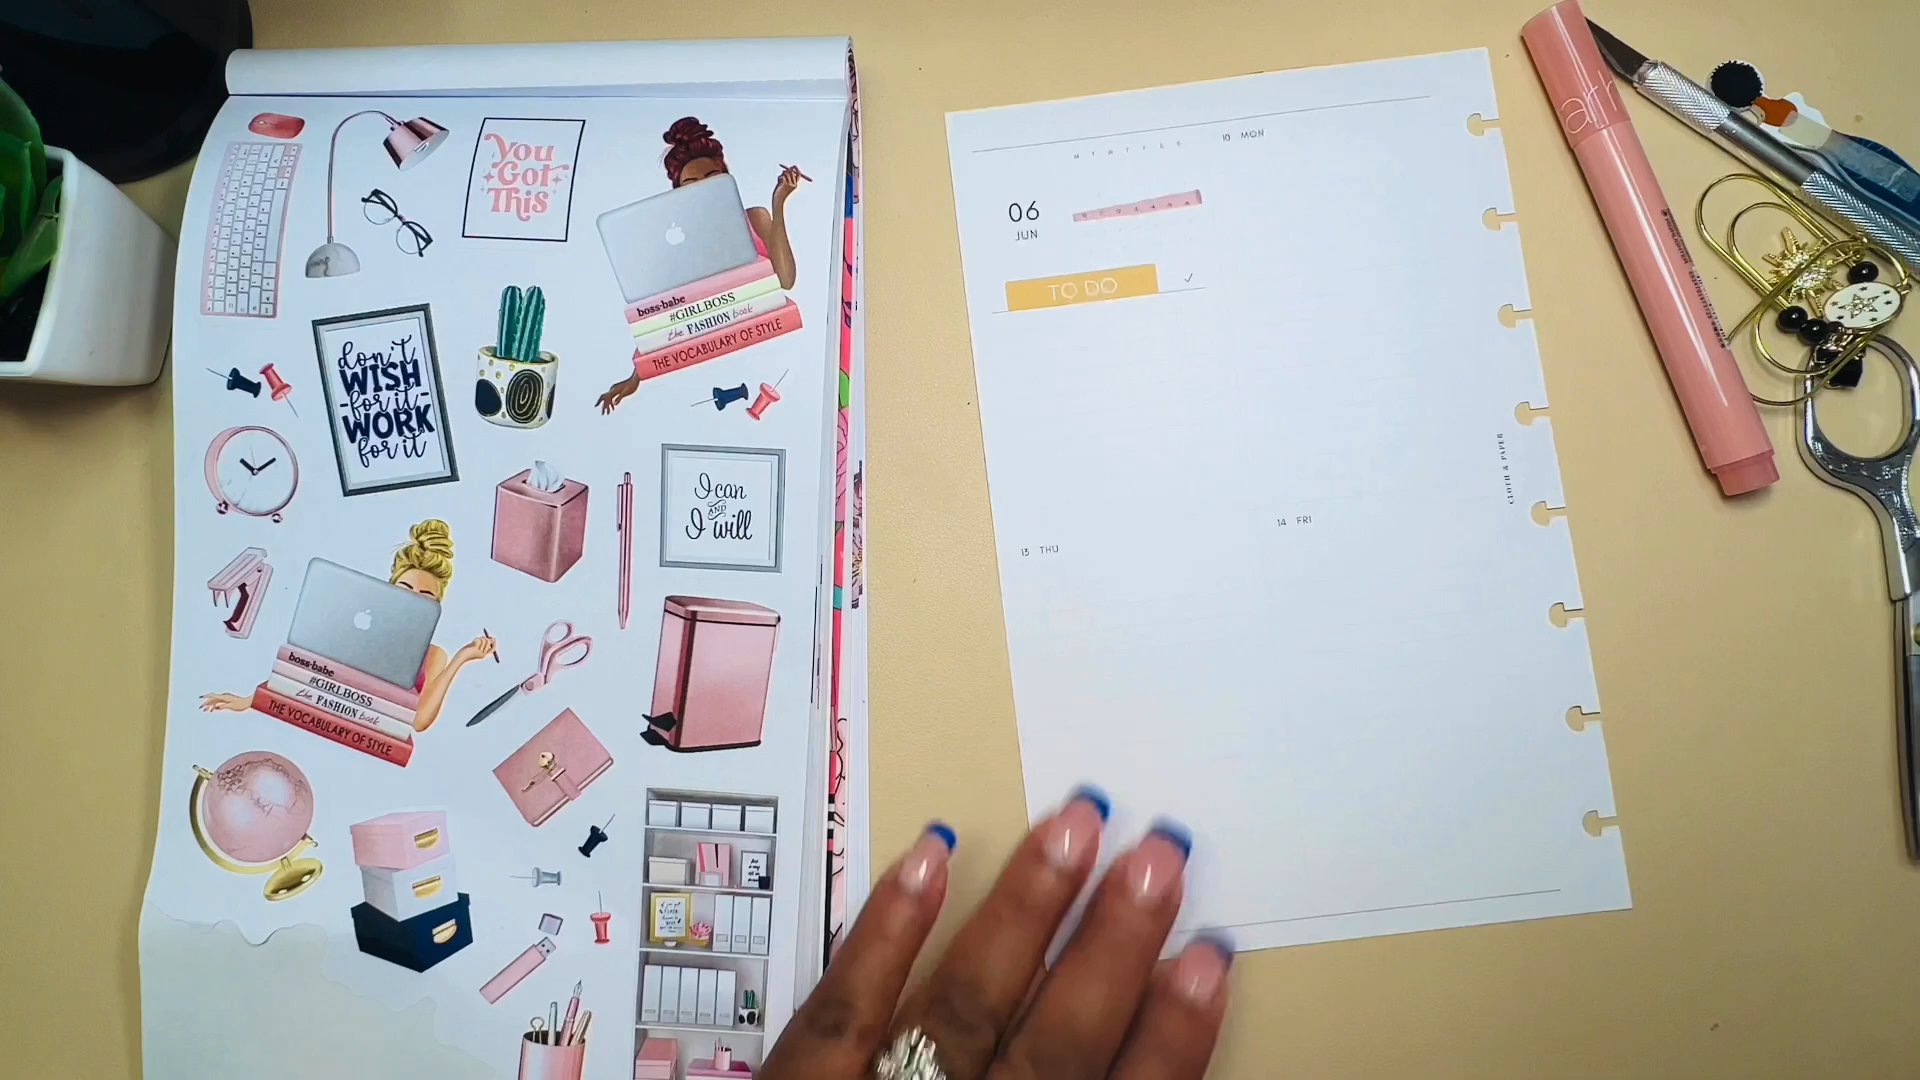 You
Got
This
boss-babe
#GIRLBOSS
the FASHION book
THE VOCABULARY OF STYLE
don't
WISH
-for it-
WORK
for it
I can
AND
I will
boss-babe
#GIRLBOSS
the FASHION book
THE VOCABULARY OF STYLE
10 MON
M T W T F S S
06
JUN
TO DO
13 THU
14 FRI
CLOTH & PAPER